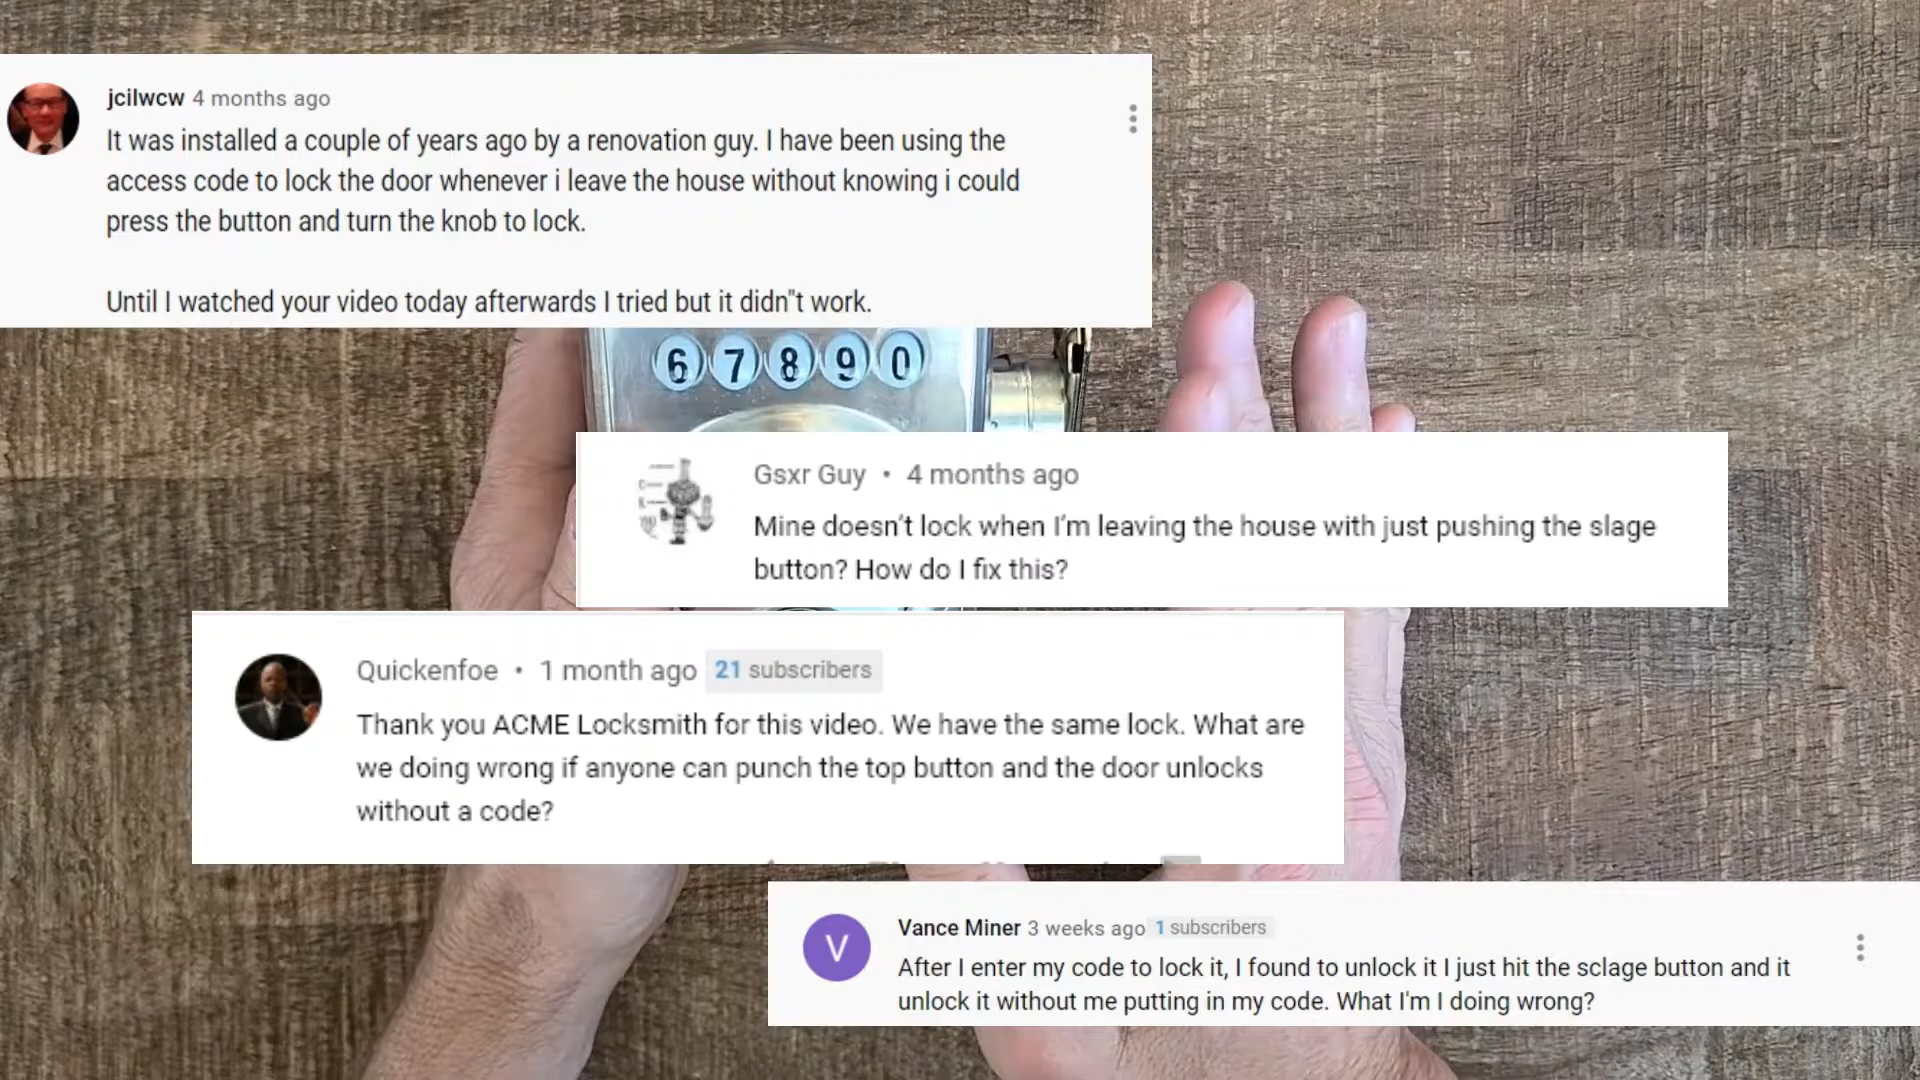 jcilwcw 4 months ago
It was installed a couple of years ago by a renovation guy. I have been using the
access code to lock the door whenever i leave the house without knowing i could
press the button and turn the knob to lock.
Until I watched your video today afterwards I tried but it didn"t work.
6 7 8 9 0
Gsxr Guy • 4 months ago
Mine doesn't lock when I'm leaving the house with just pushing the slage
button? How do I fix this?
Quickenfoe • 1 month ago 21 subscribers
Thank you ACME Locksmith for this video. We have the same lock. What are
we doing wrong if anyone can punch the top button and the door unlocks
without a code?
V
Vance Miner 3 weeks ago 1 subscribers
After I enter my code to lock it, I found to unlock it I just hit the sclage button and it
unlock it without me putting in my code. What I'm I doing wrong?